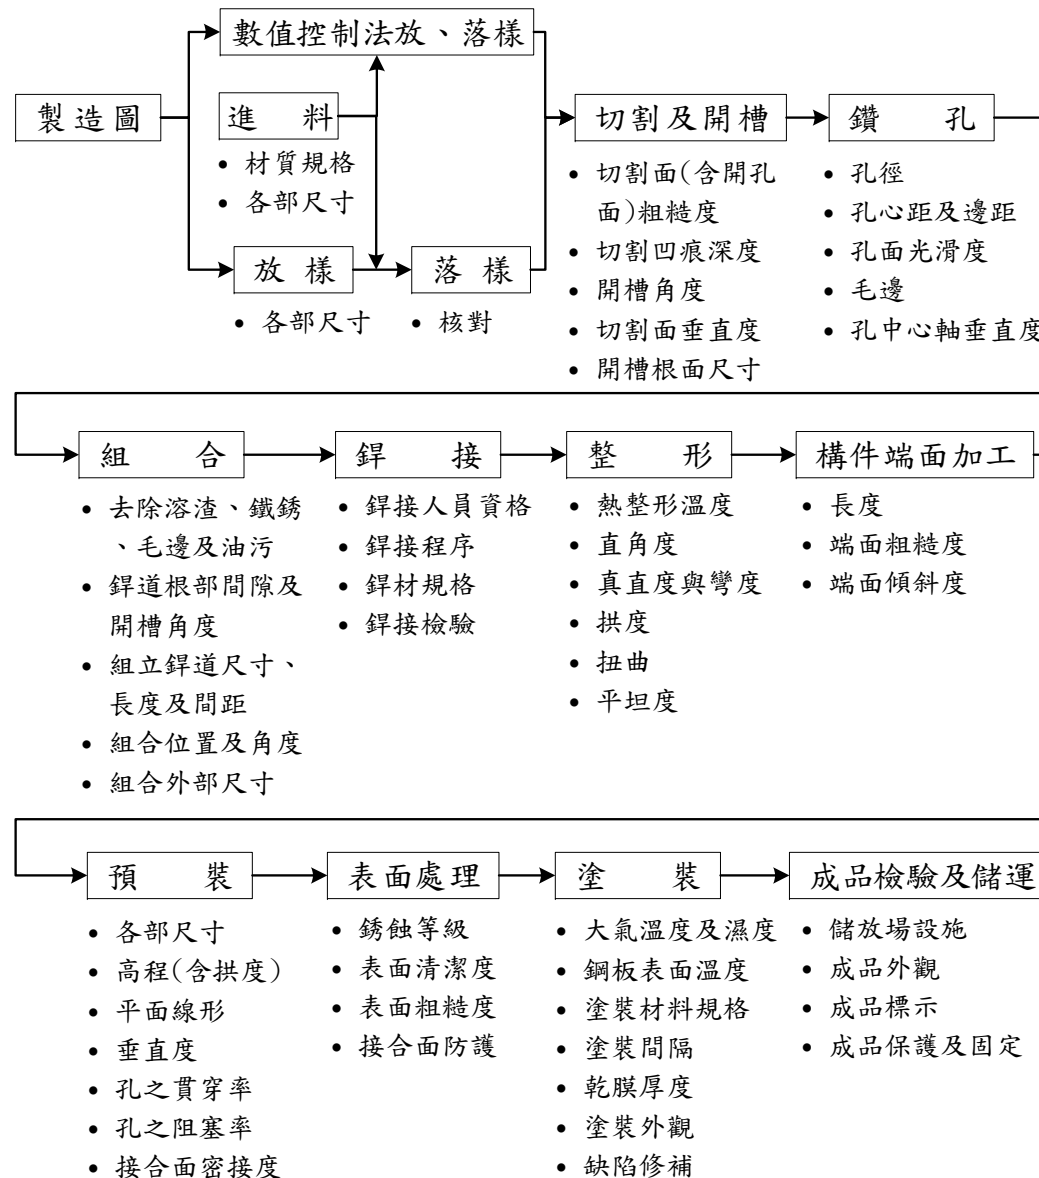 數值控制法放、落樣
製造圖
進 料
• 材質規格
• 各部尺寸
放樣
• 各部尺寸
落樣
• 核對
切割及開槽
• 切割面(含開孔
面)粗糙度
• 切割凹痕深度
• 開槽角度
• 切割面垂直度
• 開槽根面尺寸
鑽 孔
• 孔徑
• 孔心距及邊距
• 孔面光滑度
• 毛邊
• 孔中心軸垂直度
組 合
• 去除溶渣、鐵銹
、毛邊及油污
• 銲道根部間隙及
開槽角度
• 組立銲道尺寸、
長度及間距
• 組合位置及角度
• 組合外部尺寸
銲 接
• 銲接人員資格
• 銲接程序
• 銲材規格
• 銲接檢驗
整 形
• 熱整形溫度
• 直角度
• 真直度與彎度
• 拱度
• 扭曲
• 平坦度
構件端面加工
• 長度
• 端面粗糙度
• 端面傾斜度
預 裝
• 各部尺寸
• 高程(含拱度)
• 平面線形
• 垂直度
• 孔之貫穿率
• 孔之阻塞率
• 接合面密接度
表面處理
• 銹蝕等級
• 表面清潔度
• 表面粗糙度
• 接合面防護
塗 裝
• 大氣溫度及濕度
• 鋼板表面溫度
• 塗裝材料規格
• 塗裝間隔
• 乾膜厚度
• 塗裝外觀
• 缺陷修補
成品檢驗及儲運
• 儲放場設施
• 成品外觀
• 成品標示
• 成品保護及固定